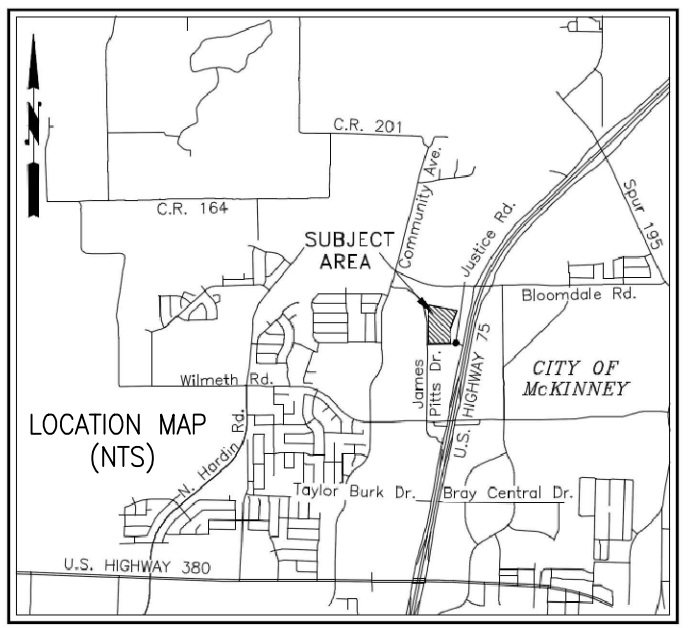 N
C.R. 201
Community Ave.
C.R. 164
Spur 195
Justice Rd.
SUBJECT
AREA
Bloomdale Rd.
James
Pitts Dr.
U.S. HIGHWAY 75
CITY OF
McKINNEY
Wilmeth Rd.
LOCATION MAP
(NTS)
N. Hardin Rd.
Taylor Burk Dr.
Bray Central Dr.
U.S. HIGHWAY 380